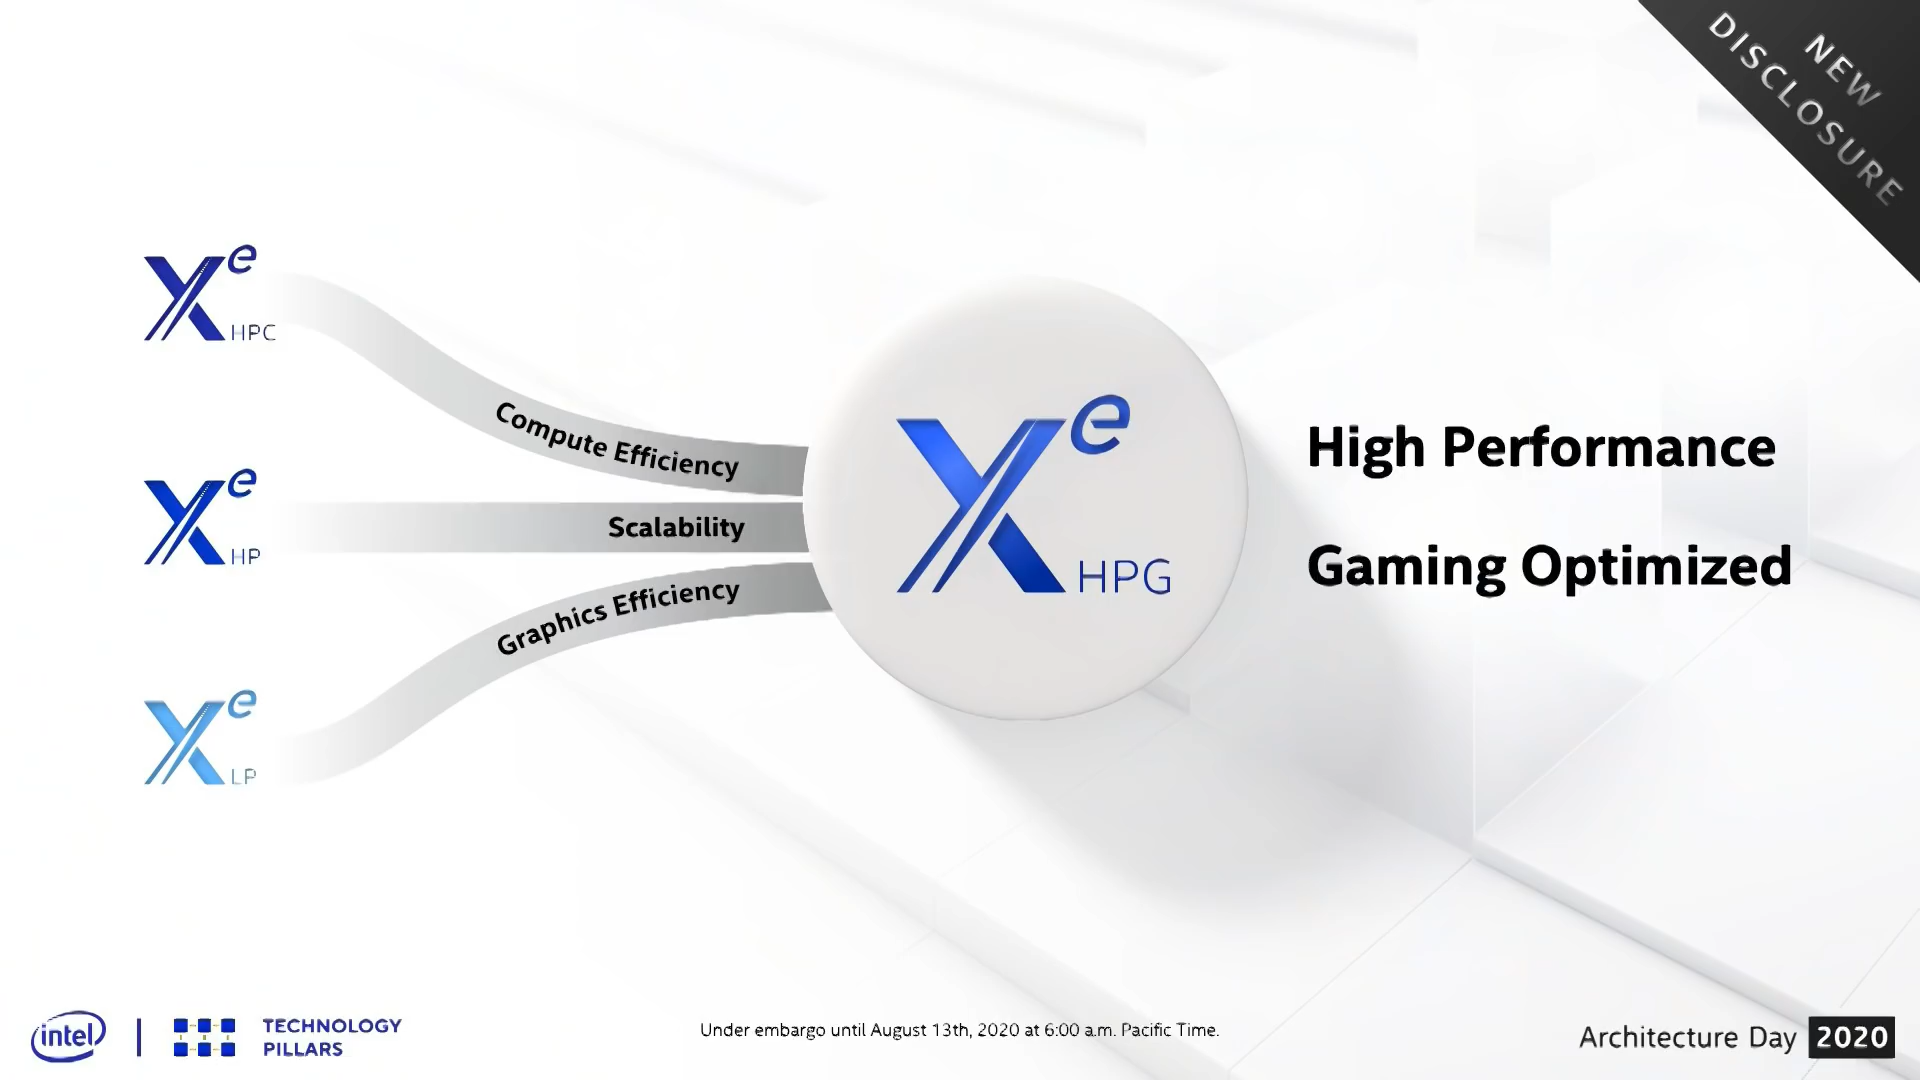 NEW
DISCLOSURE
Xe HPC
Compute Efficiency
Xe HP
Scalability
Xe LP
Graphics Efficiency
Xe HPG
High Performance
Gaming Optimized
intel
TECHNOLOGY
PILLARS
Under embargo until August 13th, 2020 at 6:00 a.m. Pacific Time.
Architecture Day 2020